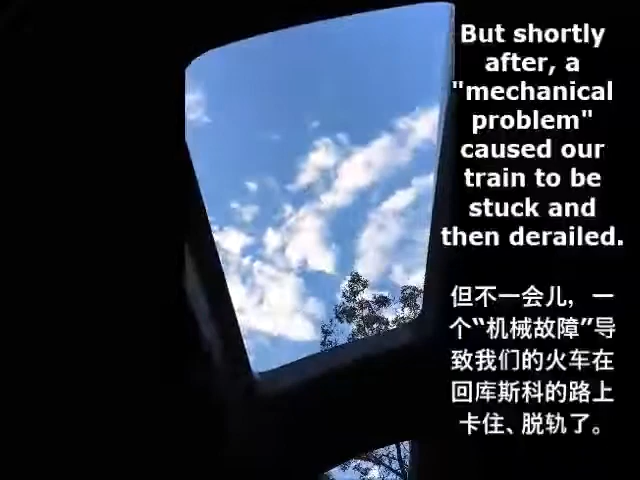 But shortly
after, a
"mechanical
problem"
caused our
train to be
stuck and
then derailed.
但不一会儿，一
个“机械故障”导
致我们的火车在
回库斯科的路上
卡住、脱轨了。